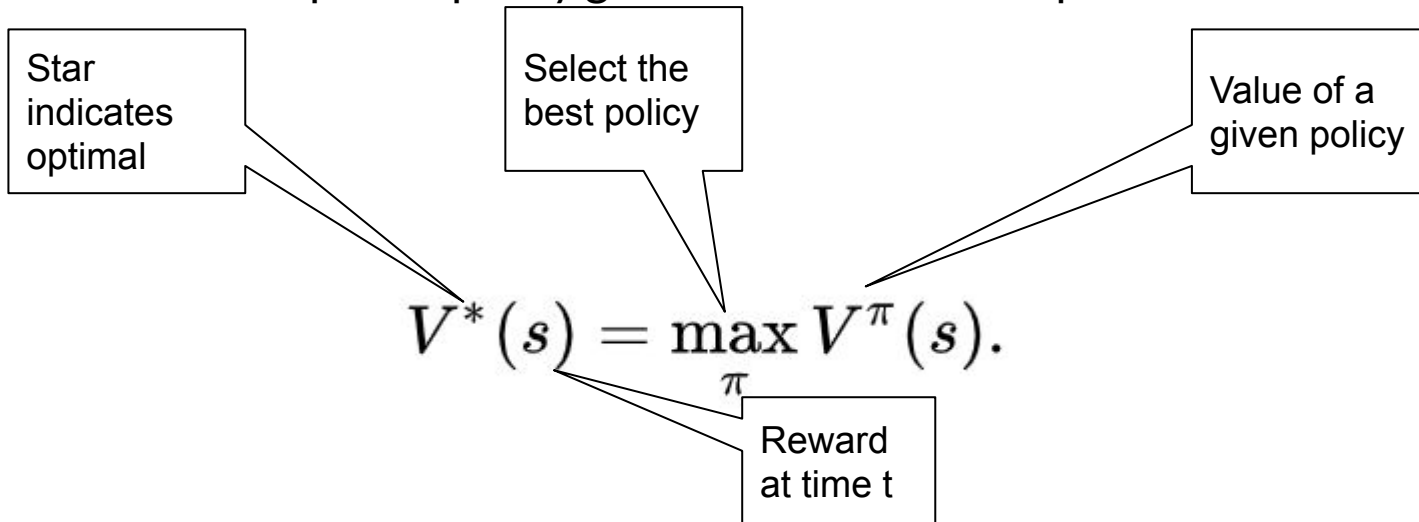 Star
indicates
optimal
Select the
best policy
Value of a
given policy
V*(s) = max V^π(s).
π
Reward
at time t